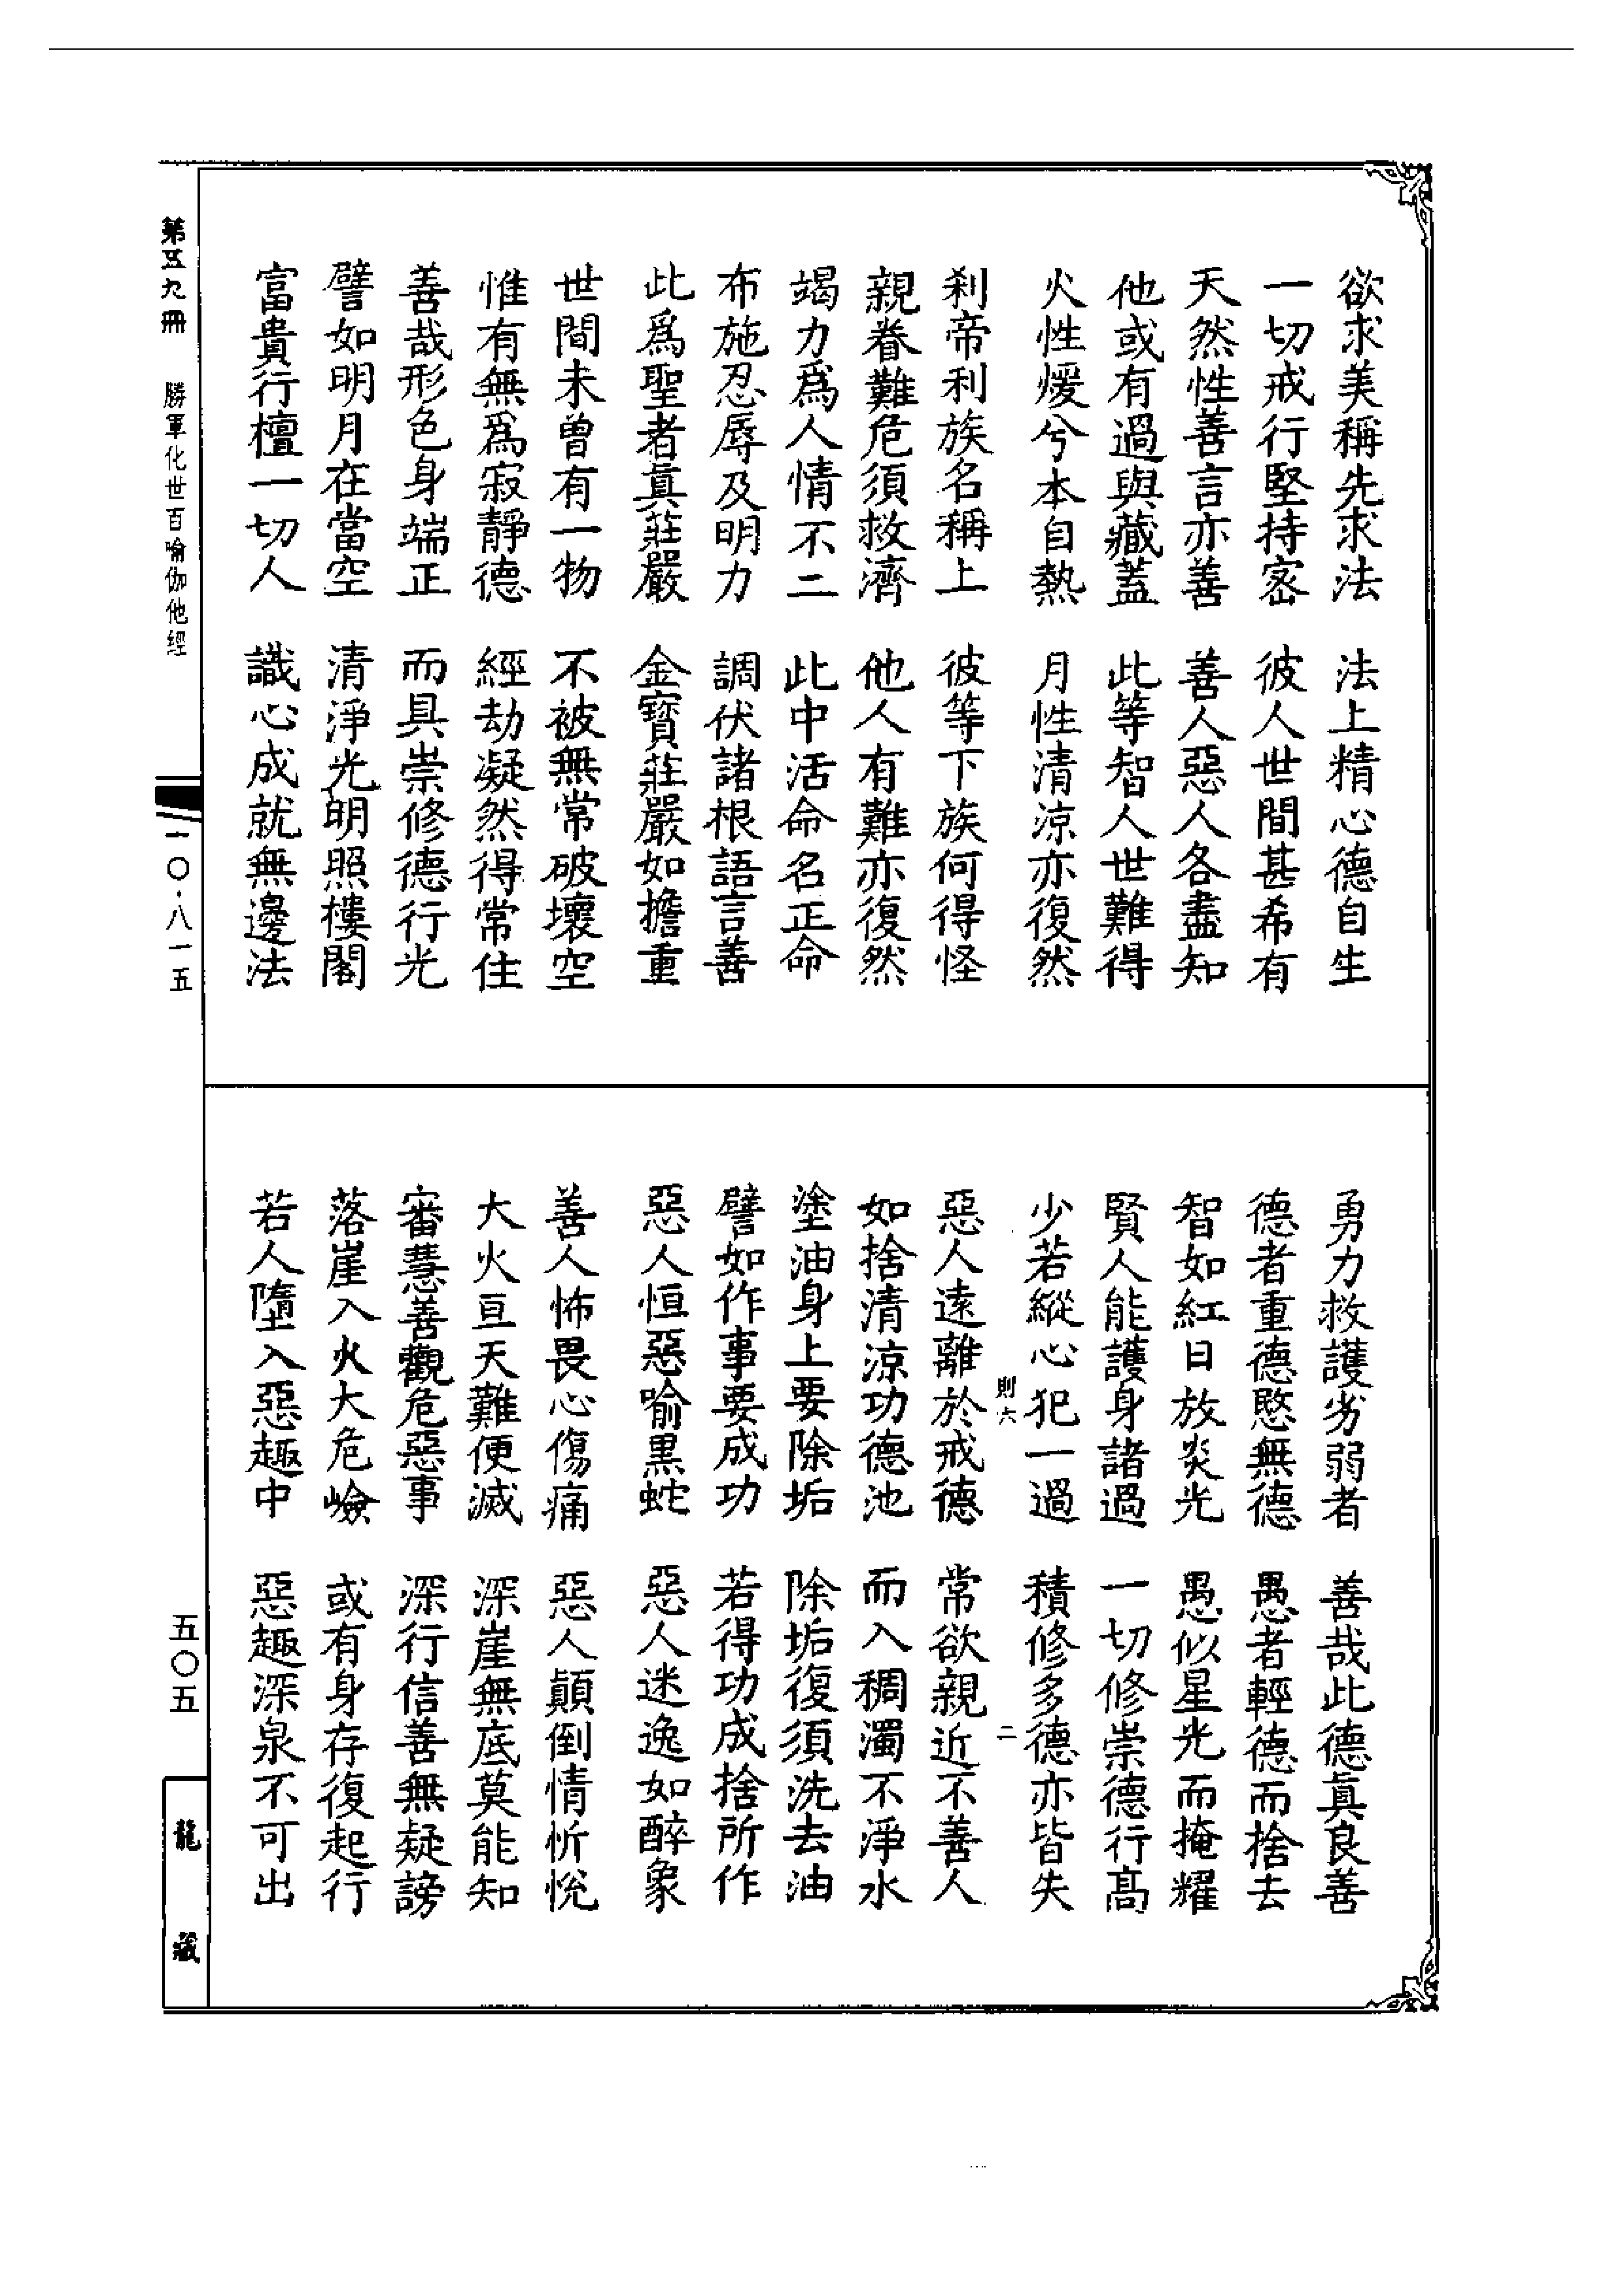 欲求美稱先求法　法上精心德自生
一切戒行堅持宻　彼人世間甚希有
天然性善言亦善　善人惡人各盡知
他或有過與藏蓋　此等智人世難得
火性煖兮本自熱　月性清涼亦復然
刹帝利族名稱上　彼等下族何得怪
親眷難危須救濟　他人有難亦復然
竭力爲人情不二　此中活命名正命
布施忍辱及明力　調伏諸根語言善
此爲聖者眞莊嚴　金寶莊嚴如擔重
世間未曾有一物　不被無常破壞空
惟有無爲寂靜德　經劫凝然得常住
善哉形色身端正　而具崇修德行光
譬如明月在當空　清淨光明照樓閣
富貴行檀一切人　識心成就無邊法
勇力救護劣弱者　善哉此德眞良善
德者重德愍無德　愚者輕德而捨去
智如紅日放炎光　愚似星光而掩耀
賢人能護身諸過　一切修崇德行高
少若縱心犯一過　積修多德亦皆失
則六　二
惡人遠離於戒德　常欲親近不善人
如捨清涼功德池　而入稠濁不淨水
塗油身上要除垢　除垢復須洗去油
譬如作事要成功　若得功成捨所作
惡人恒惡喻黑蛇　惡人迷逸如醉象
善人怖畏心傷痛　惡人顛倒情忻悅
大火亘天難便滅　深崖無底莫能知
審慧善觀危惡事　深行信善無疑謗
落崖入火大危嶮　或有身存復起行
若人墮入惡趣中　惡趣深泉不可出
第五九冊　勝軍化世百喻伽他經
一〇·八一五
五〇五
龍藏